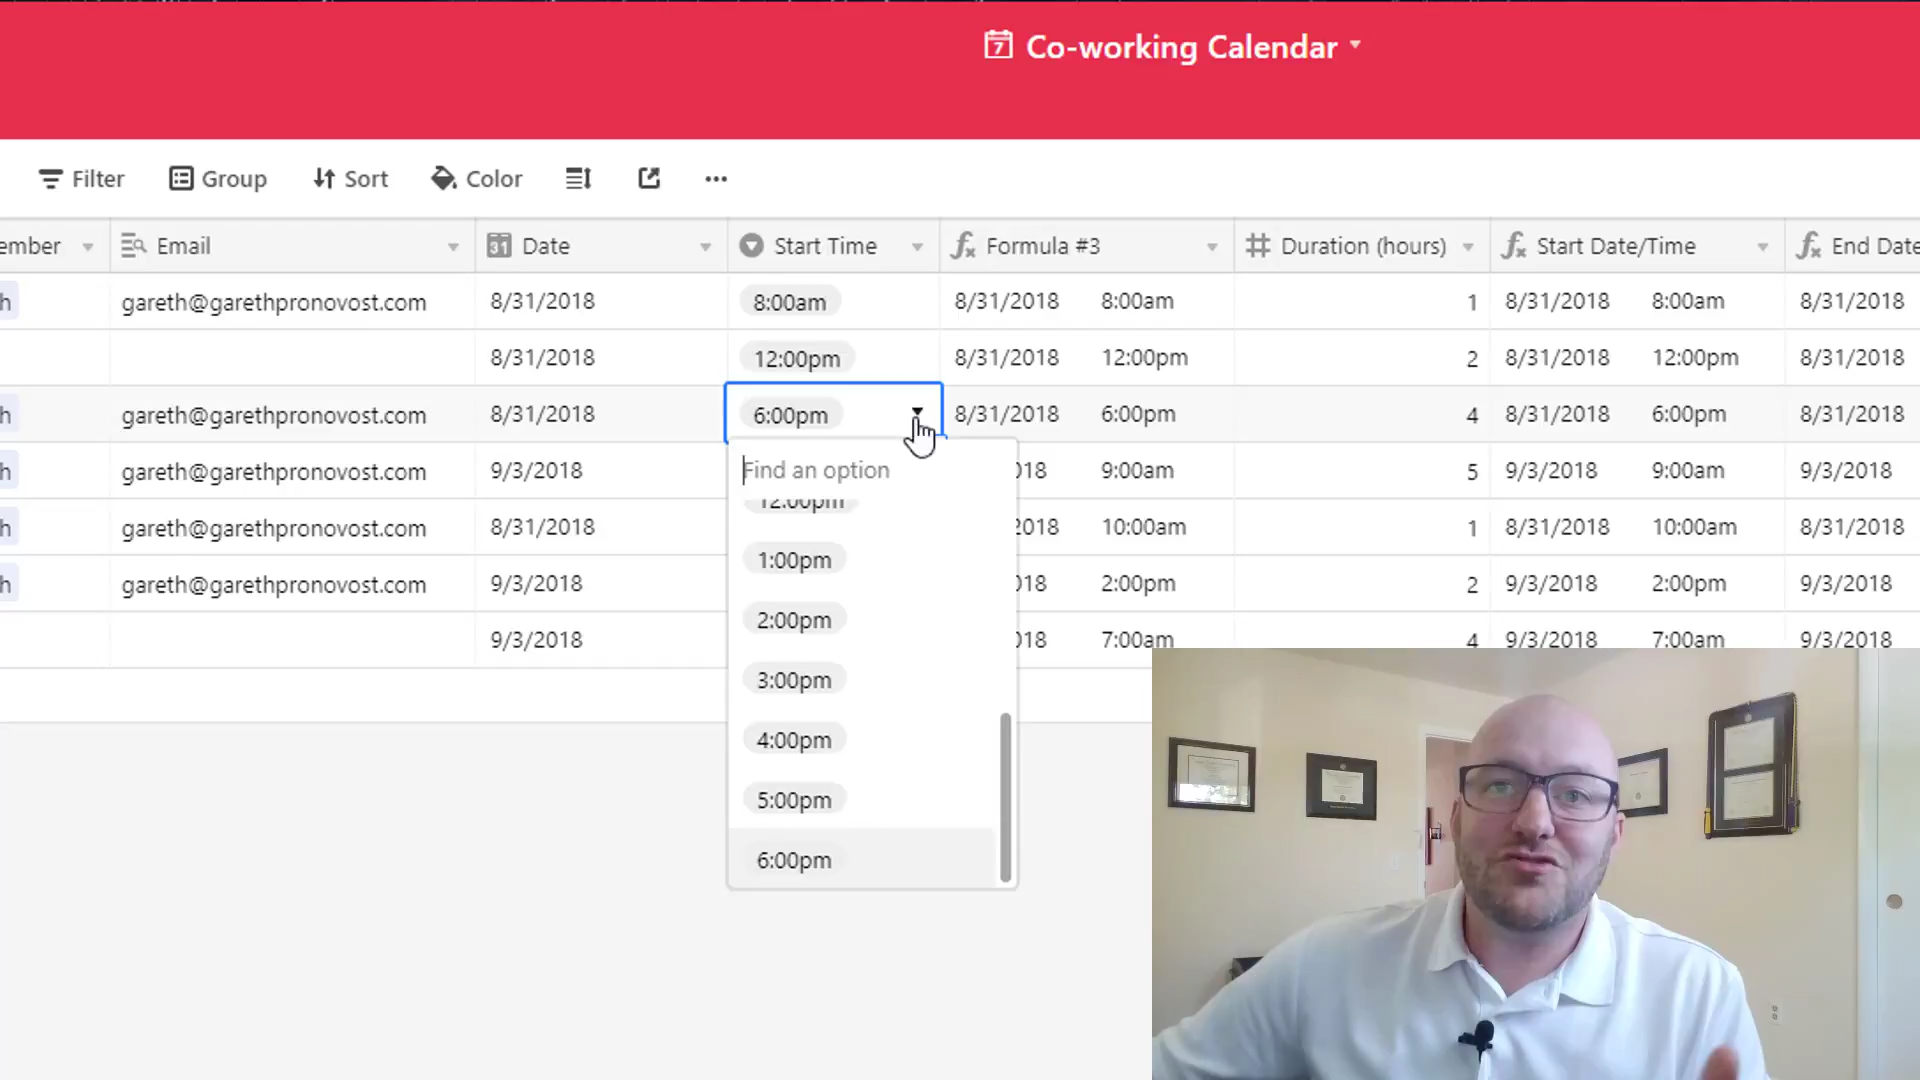 Co-working Calendar
Filter Group Sort Color
ember Email Date Start Time Formula #3 Duration (hours) Start Date/Time End Date
h gareth@garethpronovost.com 8/31/2018 8:00am 8/31/2018 8:00am 1 8/31/2018 8:00am 8/31/2018
8/31/2018 12:00pm 8/31/2018 12:00pm 2 8/31/2018 12:00pm 8/31/2018
h gareth@garethpronovost.com 8/31/2018 6:00pm 8/31/2018 6:00pm 4 8/31/2018 6:00pm 8/31/2018
h gareth@garethpronovost.com 9/3/2018 018 9:00am 5 9/3/2018 9:00am 9/3/2018
h gareth@garethpronovost.com 8/31/2018 2018 10:00am 1 8/31/2018 10:00am 8/31/2018
h gareth@garethpronovost.com 9/3/2018 018 2:00pm 2 9/3/2018 2:00pm 9/3/2018
9/3/2018 018 7:00am 4 9/3/2018 7:00am 9/3/2018
Find an option
12:00pm
1:00pm
2:00pm
3:00pm
4:00pm
5:00pm
6:00pm